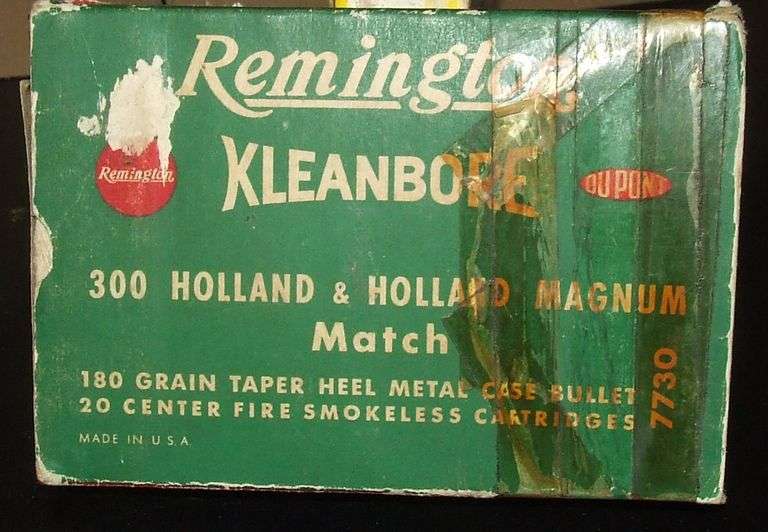 Remington
Remington
KLEANBORE
DU PONT
300 HOLLAND & HOLLAND MAGNUM
Match
180 GRAIN TAPER HEEL METAL CASE BULLET
20 CENTER FIRE SMOKELESS CARTRIDGES
7730
MADE IN U.S.A.